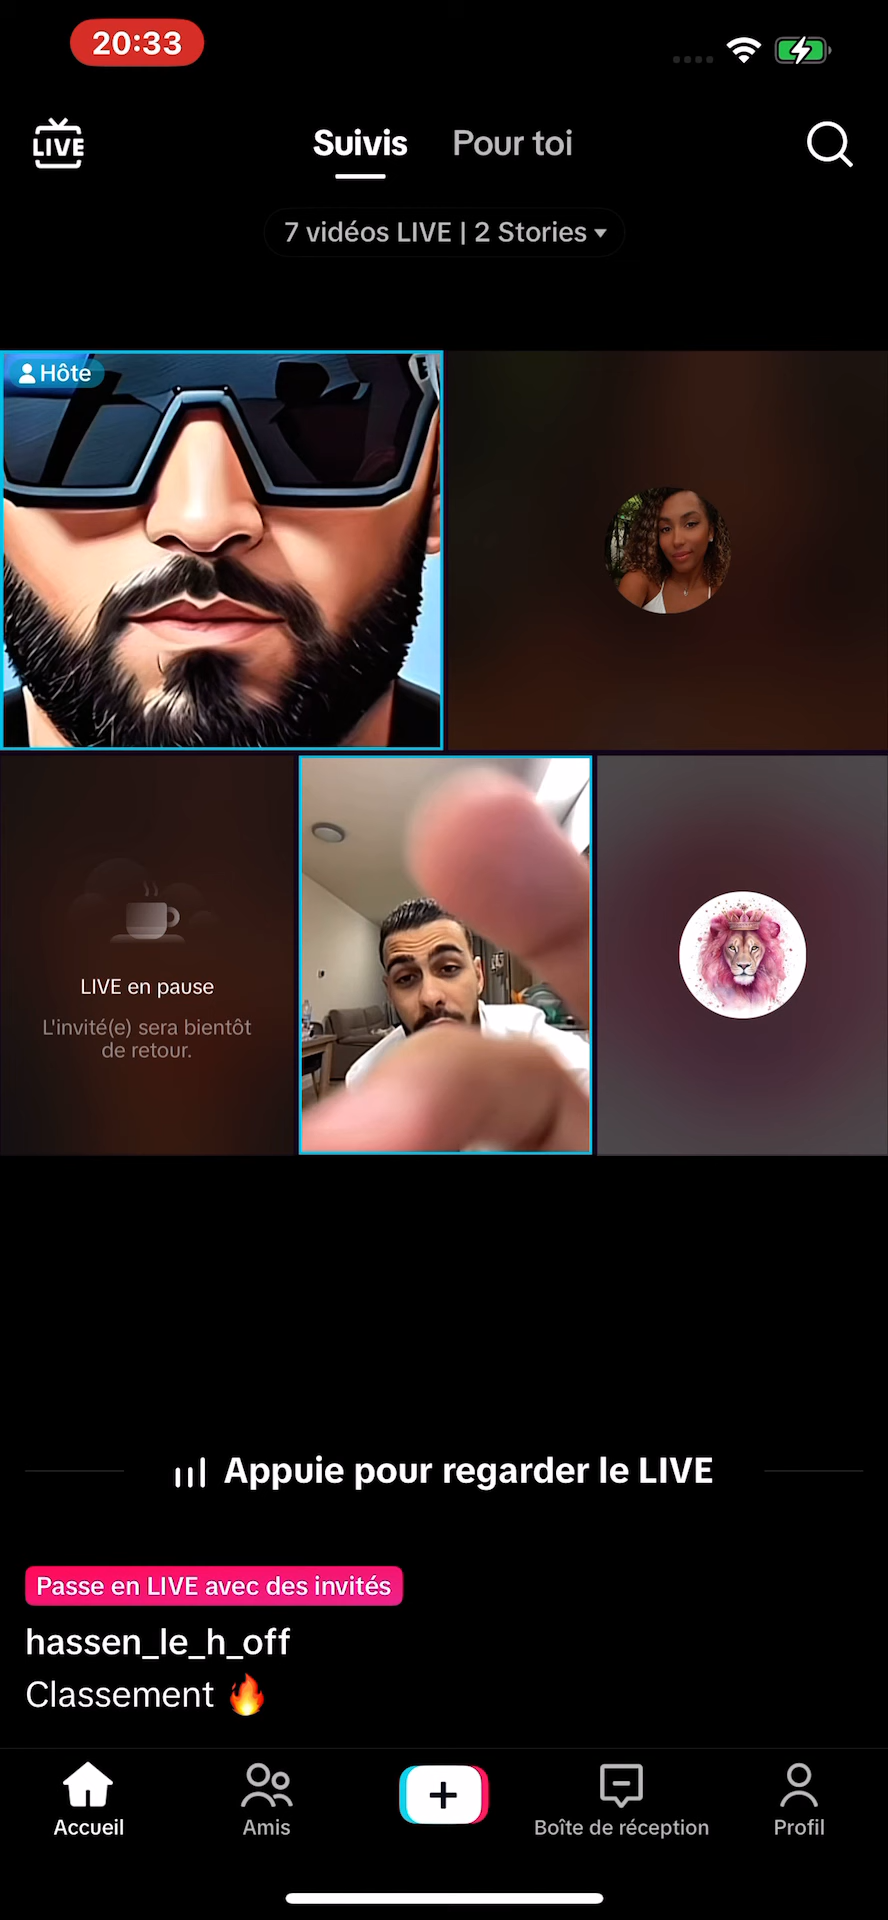 20:33
LIVE
Suivis
Pour toi
7 vidéos LIVE | 2 Stories
Hôte
LIVE en pause
L'invité(e) sera bientôt
de retour.
Appuie pour regarder le LIVE
Passe en LIVE avec des invités
hassen_le_h_off
Classement 🔥
Accueil
Amis
Boîte de réception
Profil